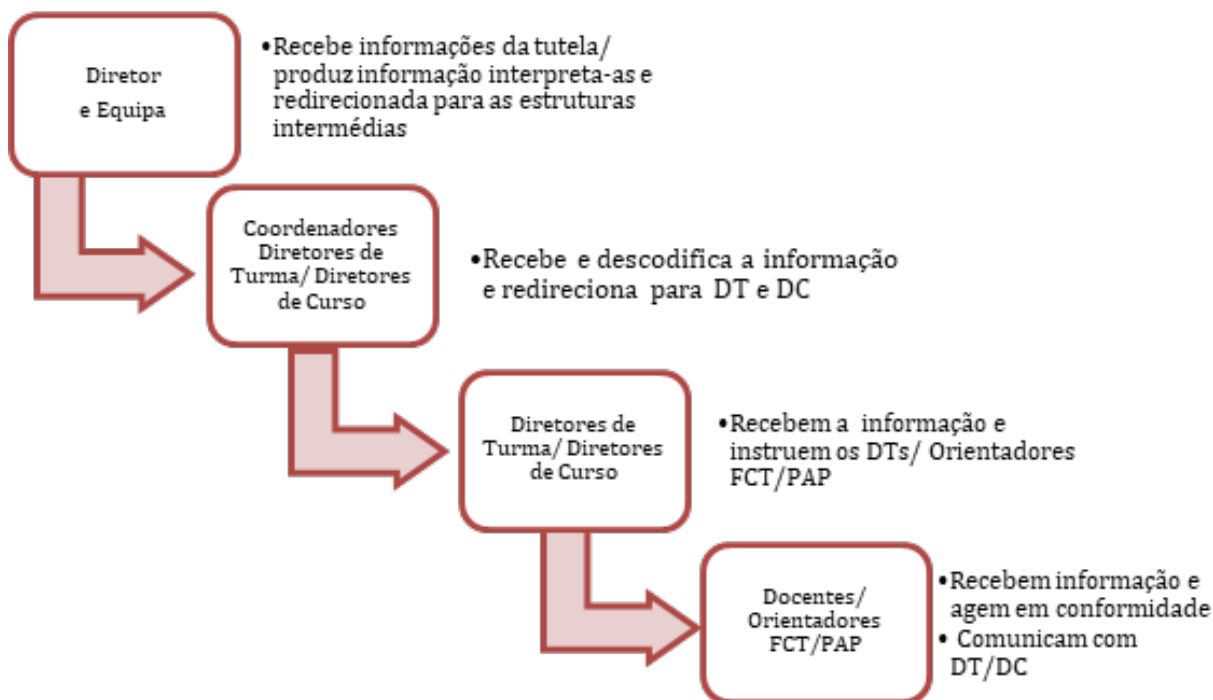 Diretor
e Equipa
•Recebe informações da tutela/
produz informação interpreta-as e
redirecionada para as estruturas
intermédias
Coordenadores
Diretores de
Turma/ Diretores
de Curso
•Recebe e descodifica a informação
e redireciona para DT e DC
Diretores de
Turma/ Diretores
de Curso
•Recebem a informação e
instruem os DTs/ Orientadores
FCT/PAP
Docentes/
Orientadores
FCT/PAP
•Recebem informação e
agem em conformidade
• Comunicam com
DT/DC